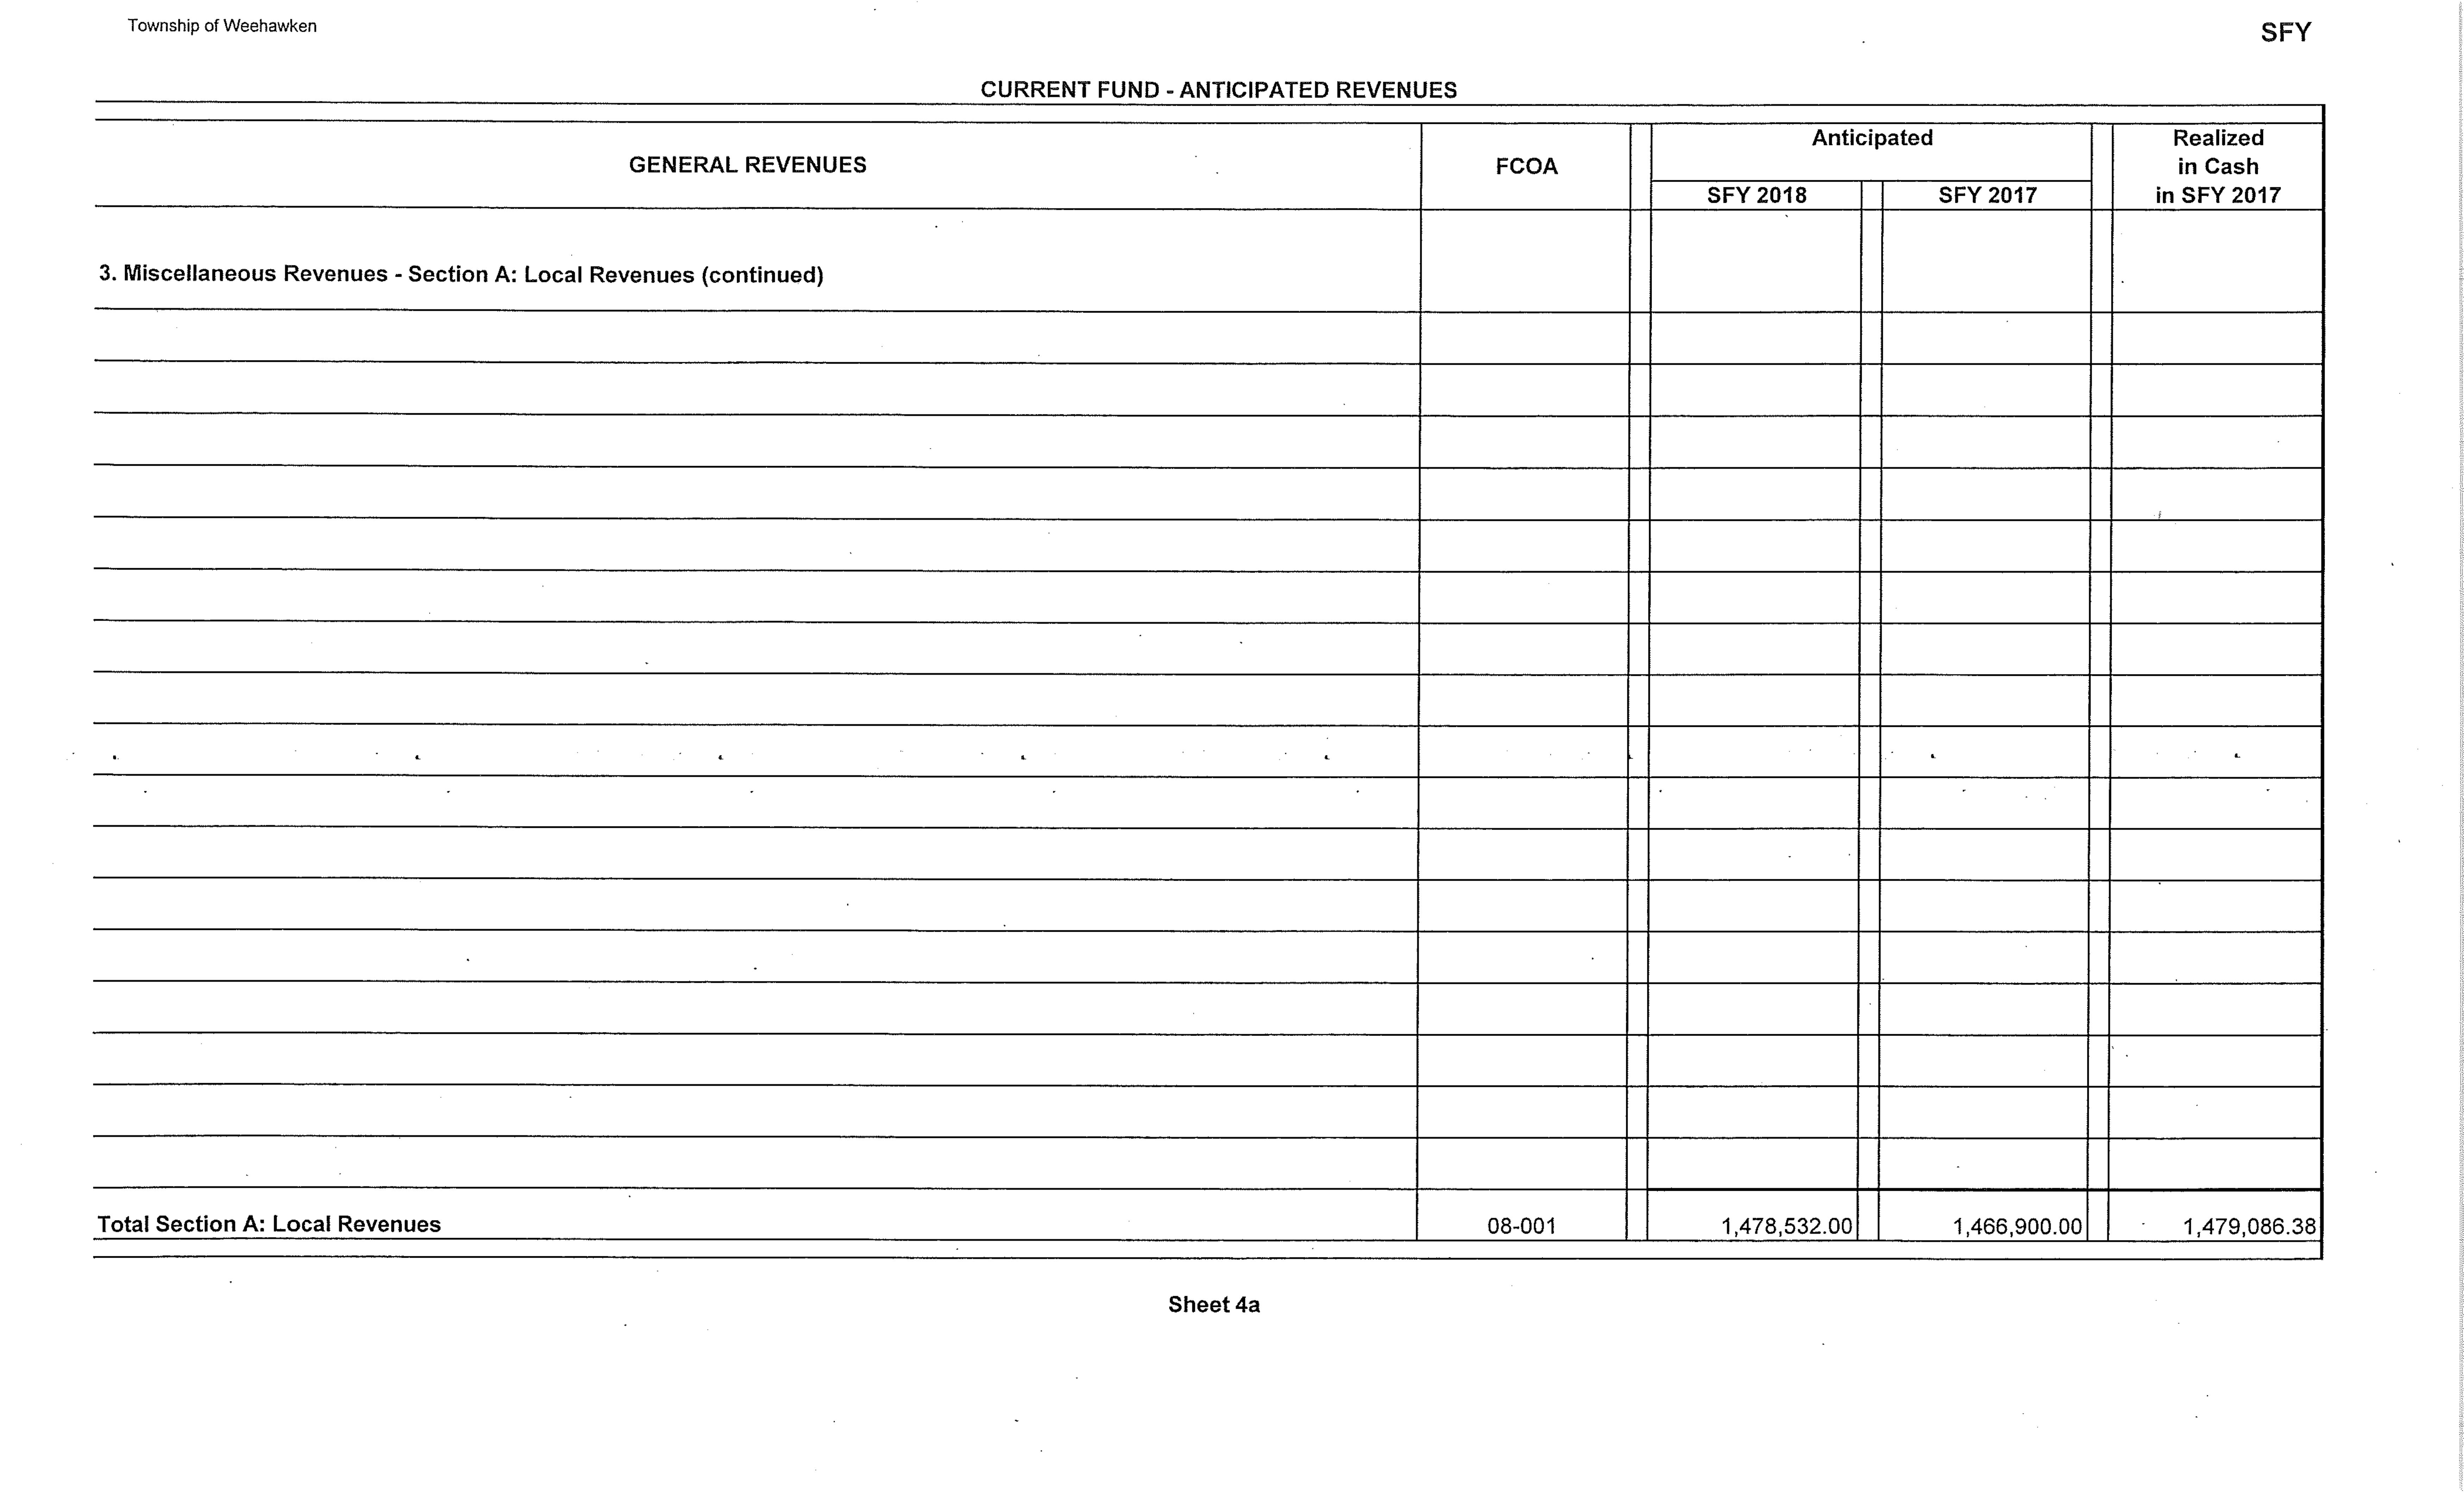 Township of Weehawken
SFY
CURRENT FUND - ANTICIPATED REVENUES
GENERAL REVENUES
FCOA
Anticipated
Realized
in Cash
in SFY 2017
SFY 2018
SFY 2017
3. Miscellaneous Revenues - Section A: Local Revenues (continued)
Total Section A: Local Revenues 08-001 1,478,532.00 1,466,900.00 1,479,086.38
Sheet 4a